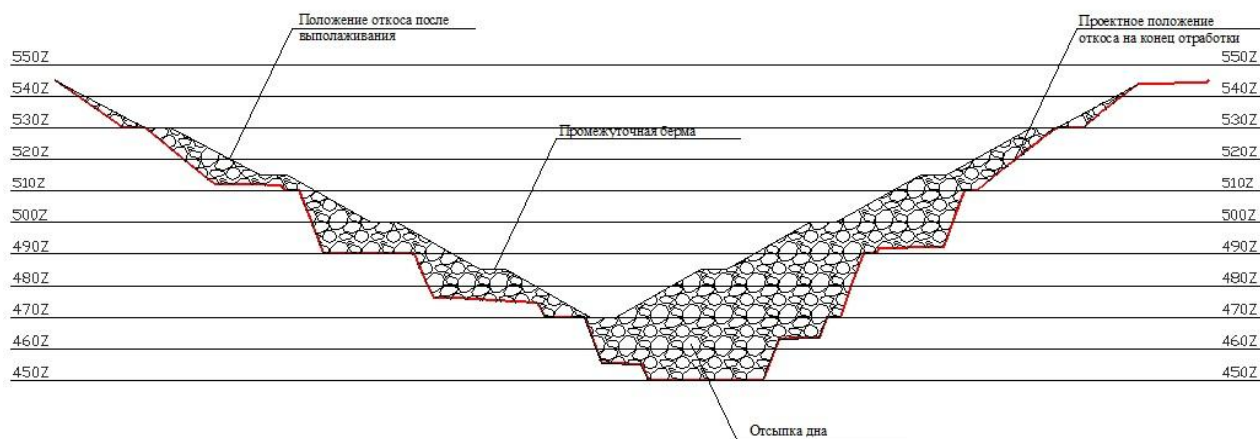 Положение откоса после
выполаживания
Проектное положение
откоса на конец отработки
550Z
550Z
540Z
540Z
530Z
530Z
Промежуточная берма
520Z
520Z
510Z
510Z
500Z
500Z
490Z
490Z
480Z
480Z
470Z
470Z
460Z
460Z
450Z
450Z
Отсыпка дна